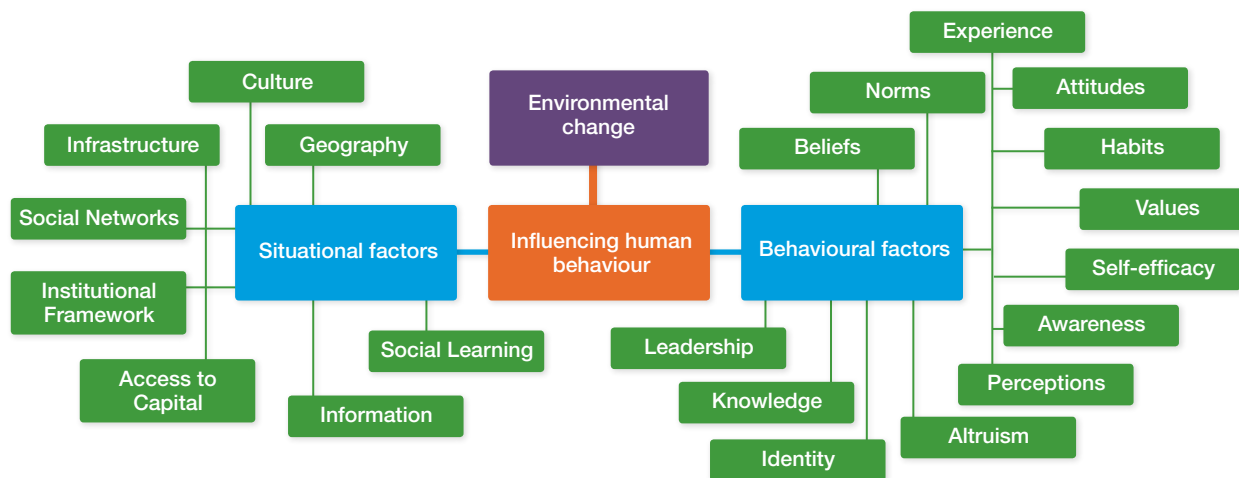 Experience
Culture
Environmental
change
Norms
Attitudes
Infrastructure
Geography
Beliefs
Habits
Social Networks
Situational factors
Influencing human
behaviour
Behavioural factors
Values
Self-efficacy
Institutional
Framework
Social Learning
Leadership
Awareness
Access to
Capital
Information
Knowledge
Perceptions
Identity
Altruism